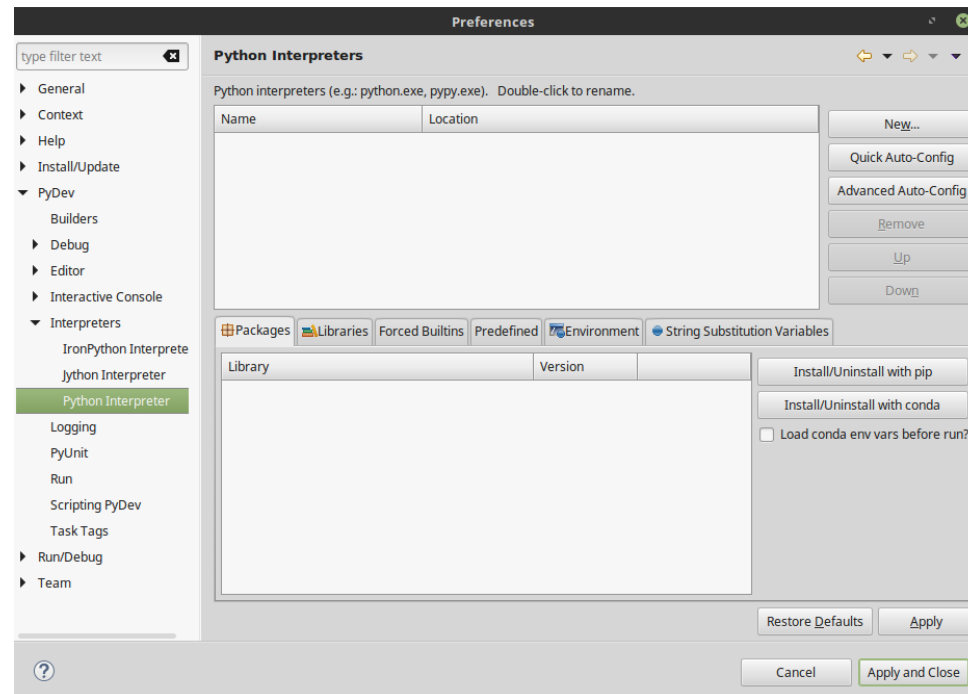 Preferences
type filter text
General
Context
Help
Install/Update
PyDev
Builders
Debug
Editor
Interactive Console
Interpreters
IronPython Interprete
Jython Interpreter
Python Interpreter
Logging
PyUnit
Run
Scripting PyDev
Task Tags
Run/Debug
Team
Python Interpreters
Python interpreters (e.g.: python.exe, pypy.exe). Double-click to rename.
Name Location
New...
Quick Auto-Config
Advanced Auto-Config
Remove
Up
Down
Packages Libraries Forced Builtins Predefined Environment String Substitution Variables
Library Version
Install/Uninstall with pip
Install/Uninstall with conda
Load conda env vars before run?
Restore Defaults Apply
? Cancel Apply and Close